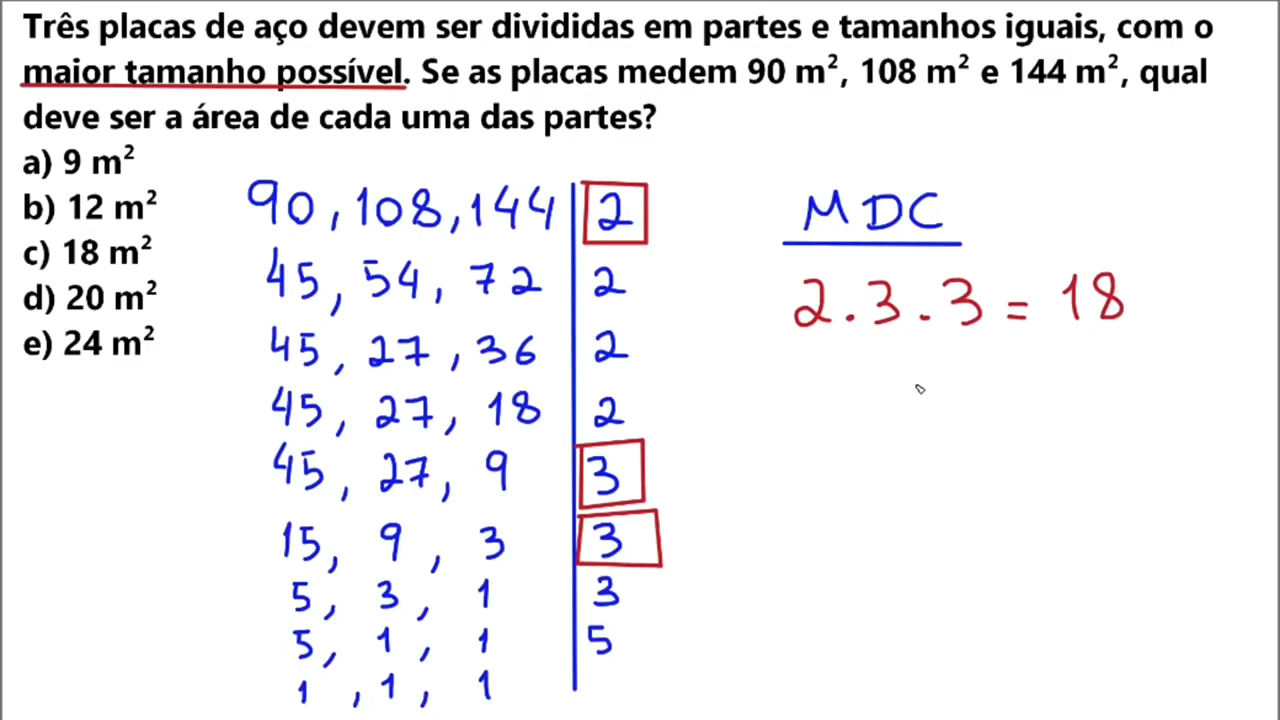 Três placas de aço devem ser divididas em partes e tamanhos iguais, com o
maior tamanho possível. Se as placas medem 90 m², 108 m² e 144 m², qual
deve ser a área de cada uma das partes?
a) 9 m²
b) 12 m²
c) 18 m²
d) 20 m²
e) 24 m²
90, 108, 144 | 2
45, 54, 72 | 2
45, 27, 36 | 2
45, 27, 18 | 2
45, 27, 9 | 3
15, 9, 3 | 3
5, 3, 1 | 3
5, 1, 1 | 5
1, 1, 1
MDC
2.3.3 = 18